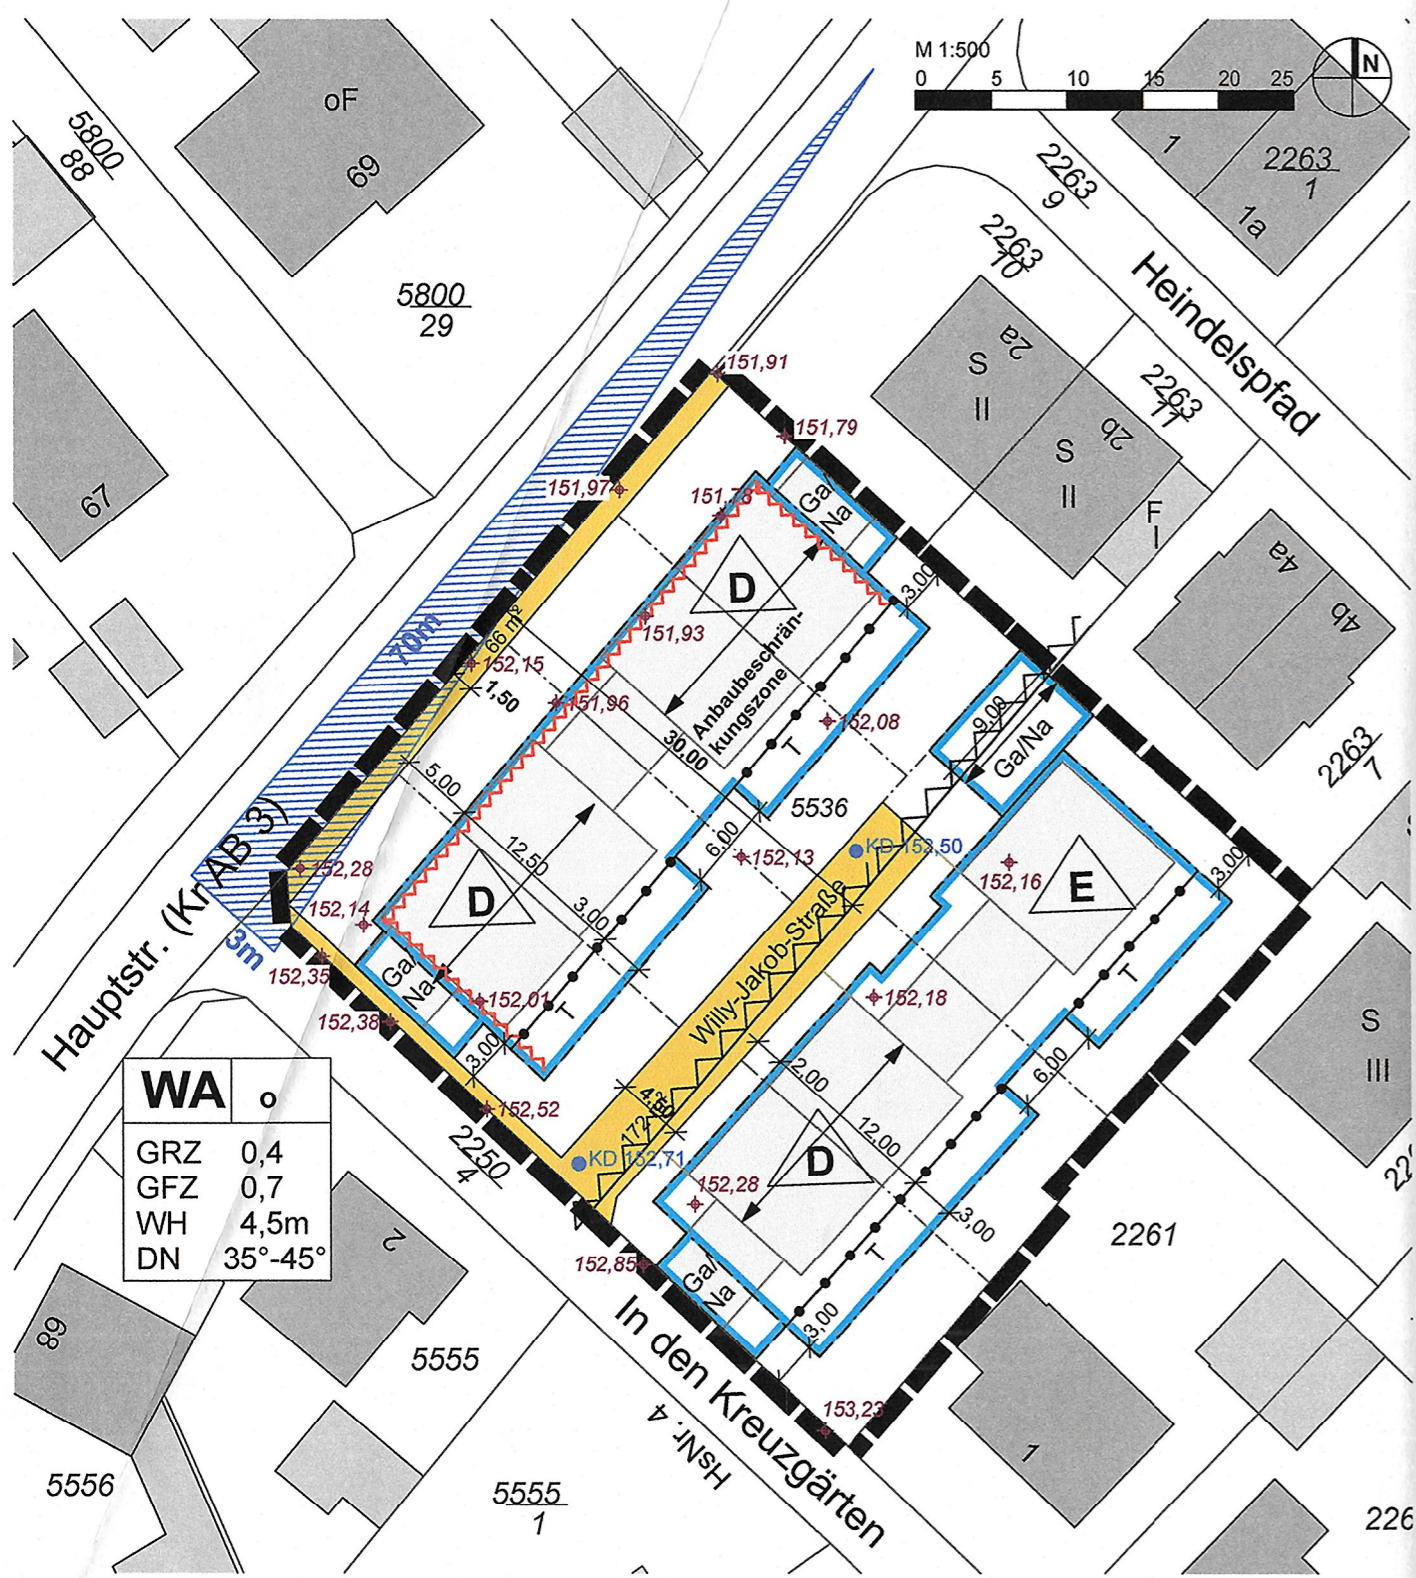 M 1:500
0 5 10 15 20 25
N
oF
69
5800
88
5800
29
67
2263
9
2263
10
1
2263
1
1a
Heindelspfad
S
II
2a
S
II
2b
2263
11
F
I
4a
4b
2263
7
151,91
151,79
151,97
151,78
Ga/
Na
D
3,00
151,93
Anbaubeschrän-
kungszone
70m
66 m²
152,15
1,50
151,96
30,00
T
152,08
9,00
Ga/Na
5,00
5536
12,50
6,00
152,13
KD 152,50
152,16
E
3,00
Hauptstr. (Kr AB 3)
3m
152,28
152,14
D
3,00
152,35
Ga/
Na
152,01
T
152,38
3,00
Willy-Jakob-Straße
152,18
T
S
III
WA o
GRZ 0,4
GFZ 0,7
WH 4,5m
DN 35°-45°
152,52
2,00
4,50
6,00
12,00
D
KD 152,71
152,28
2250
4
T
3,00
2261
152,85
Ga/
Na
3,00
2
89
5555
In den Kreuzgärten
HsNr. 4
153,23
1
5556
5555
1
226